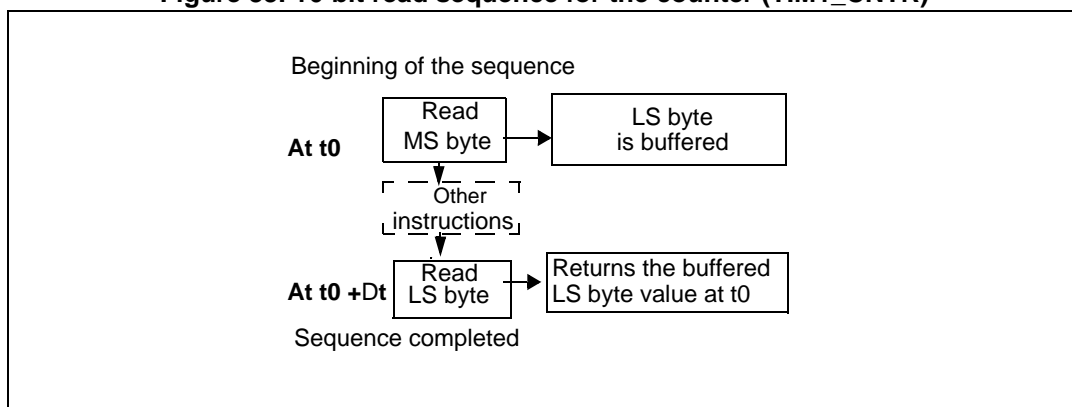 Beginning of the sequence
Read
MS byte
LS byte
is buffered
At t0
Other
instructions
Read
LS byte
Returns the buffered
LS byte value at t0
At t0 +Dt
Sequence completed